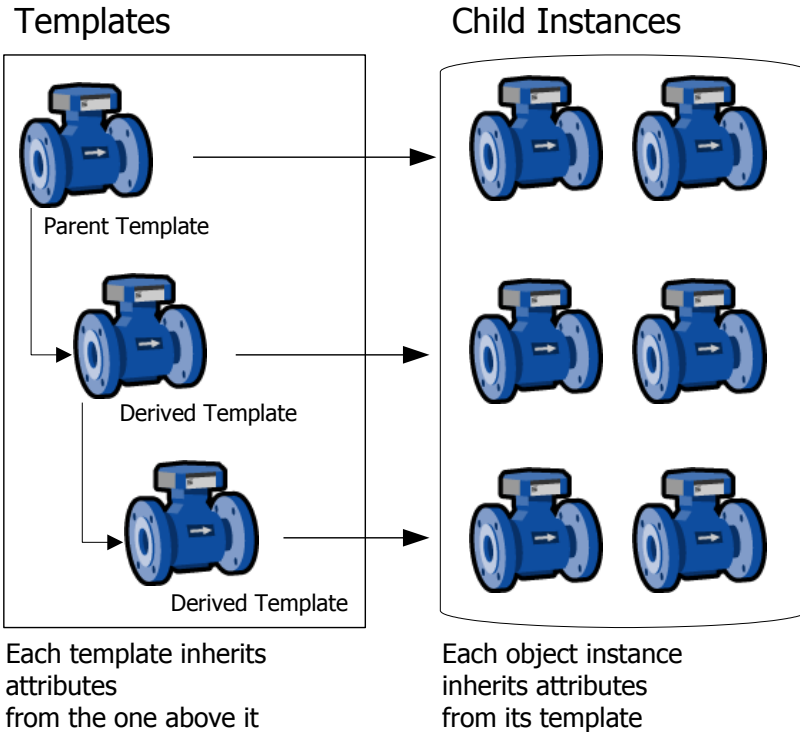 Templates
Child Instances
Parent Template
Derived Template
Derived Template
Each template inherits
attributes
from the one above it
Each object instance
inherits attributes
from its template